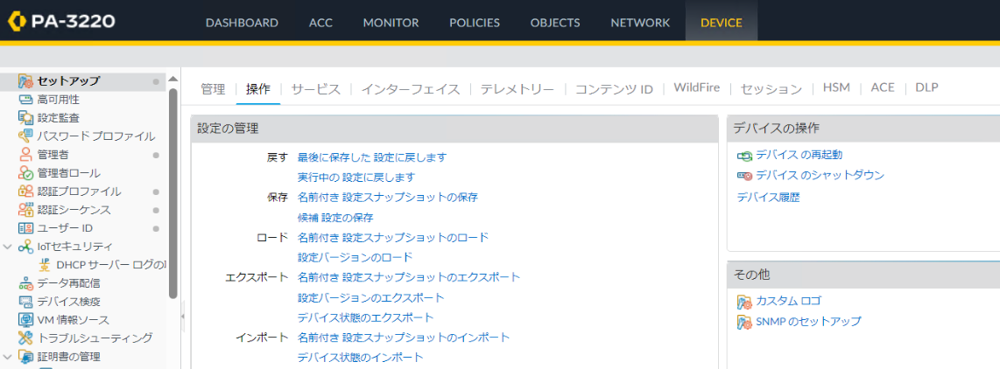 PA-3220
DASHBOARD ACC MONITOR POLICIES OBJECTS NETWORK DEVICE
セットアップ
高可用性
設定監査
パスワード プロファイル
管理者
管理者ロール
認証プロファイル
認証シーケンス
ユーザー ID
IoTセキュリティ
DHCP サーバー ログの
データ再配信
デバイス検疫
VM 情報ソース
トラブルシューティング
証明書の管理
管理 操作 サービス インターフェイス テレメトリー コンテンツ ID WildFire セッション HSM ACE DLP
設定の管理
戻す 最後に保存した 設定に戻します
実行中の 設定に戻します
保存 名前付き 設定スナップショットの保存
候補 設定の保存
ロード 名前付き 設定スナップショットのロード
設定バージョンのロード
エクスポート 名前付き 設定スナップショットのエクスポート
設定バージョンのエクスポート
デバイス状態のエクスポート
インポート 名前付き 設定スナップショットのインポート
デバイス状態のインポート
デバイスの操作
デバイス の再起動
デバイス のシャットダウン
デバイス履歴
その他
カスタム ロゴ
SNMP のセットアップ